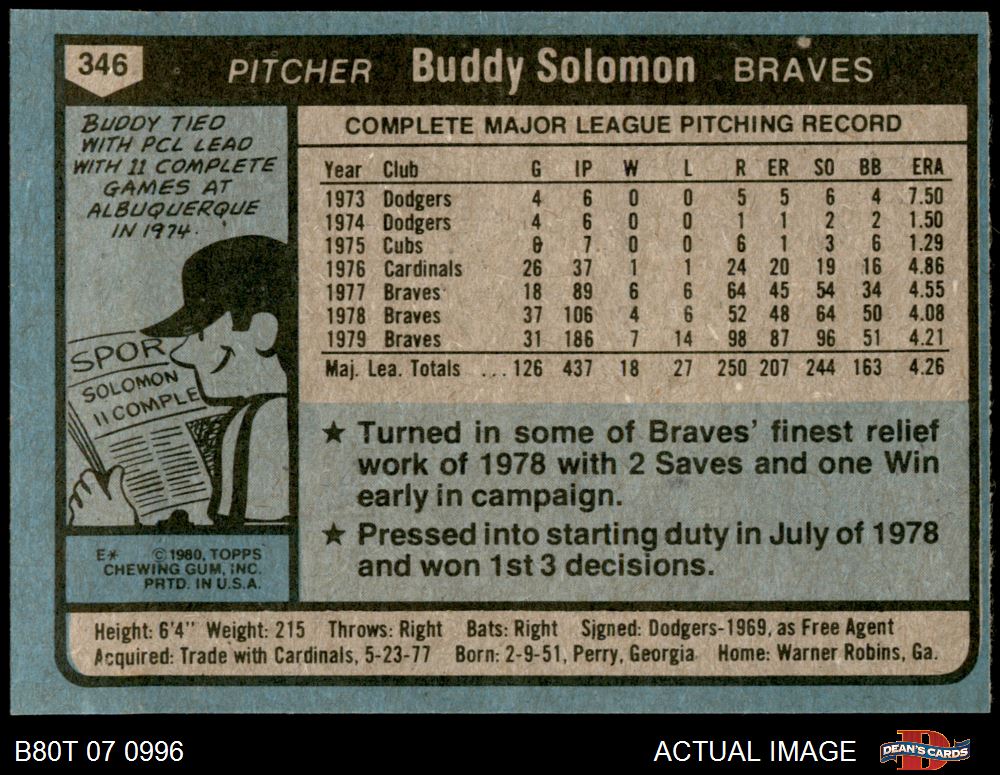 346 PITCHER Buddy Solomon BRAVES
BUDDY TIED
WITH PCL LEAD
WITH 11 COMPLETE
GAMES AT
ALBUQUERQUE
IN 1974.
SPOR
SOLOMON
11 COMPLE
E* © 1980, TOPPS
CHEWING GUM, INC.
PRTD. IN U.S.A.
COMPLETE MAJOR LEAGUE PITCHING RECORD
Year Club G IP W L R ER SO BB ERA
1973 Dodgers 4 6 0 0 5 5 6 4 7.50
1974 Dodgers 4 6 0 0 1 1 2 2 1.50
1975 Cubs 6 7 0 0 6 1 3 6 1.29
1976 Cardinals 26 37 1 1 24 20 19 16 4.86
1977 Braves 18 89 6 6 64 45 54 34 4.55
1978 Braves 37 106 4 6 52 48 64 50 4.08
1979 Braves 31 186 7 14 98 87 96 51 4.21
Maj. Lea. Totals ... 126 437 18 27 250 207 244 163 4.26
★ Turned in some of Braves' finest relief
work of 1978 with 2 Saves and one Win
early in campaign.
★ Pressed into starting duty in July of 1978
and won 1st 3 decisions.
Height: 6'4" Weight: 215 Throws: Right Bats: Right Signed: Dodgers-1969, as Free Agent
Acquired: Trade with Cardinals, 5-23-77 Born: 2-9-51, Perry, Georgia Home: Warner Robins, Ga.
B80T 07 0996 ACTUAL IMAGE DEAN'S CARDS